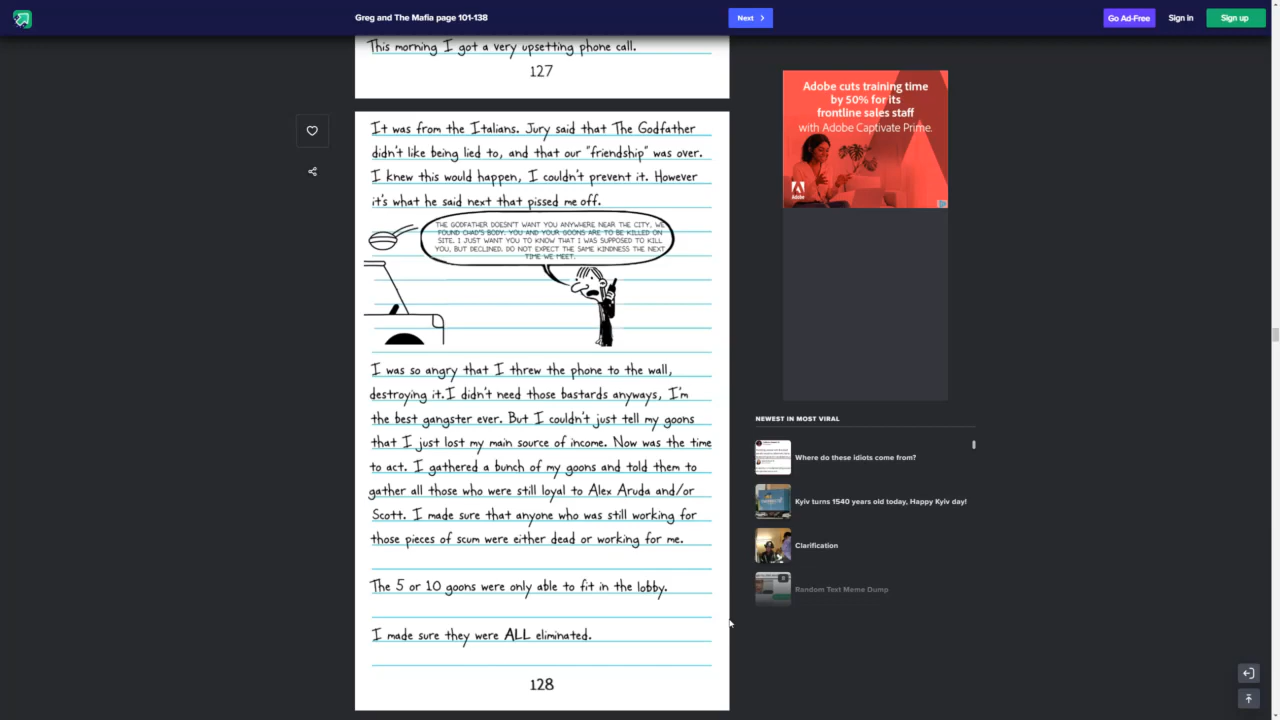 Greg and The Mafia page 101-138
Next
Go Ad-Free
Sign in
Sign up
This morning I got a very upsetting phone call.
127
It was from the Italians. Jury said that The Godfather
didn't like being lied to, and that our "friendship" was over.
I knew this would happen, I couldn't prevent it. However
it's what he said next that pissed me off.
THE GODFATHER DOESN'T WANT YOU ANYWHERE NEAR THE CITY, WE
FOUND CHAD'S BODY. YOU AND YOUR GOONS ARE TO BE KILLED ON
SITE. I JUST WANT YOU TO KNOW THAT I WAS SUPPOSED TO KILL
YOU, BUT DECLINED. DO NOT EXPECT THE SAME KINDNESS THE NEXT
TIME WE MEET.
I was so angry that I threw the phone to the wall,
destroying it.I didn't need those bastards anyways, I'm
the best gangster ever. But I couldn't just tell my goons
that I just lost my main source of income. Now was the time
to act. I gathered a bunch of my goons and told them to
gather all those who were still loyal to Alex Aruda and/or
Scott. I made sure that anyone who was still working for
those pieces of scum were either dead or working for me.
The 5 or 10 goons were only able to fit in the lobby.
I made sure they were ALL eliminated.
128
Adobe cuts training time
by 50% for its
frontline sales staff
with Adobe Captivate Prime.
Adobe
NEWEST IN MOST VIRAL
Where do these idiots come from?
Kyiv turns 1540 years old today, Happy Kyiv day!
Clarification
Random Text Meme Dump